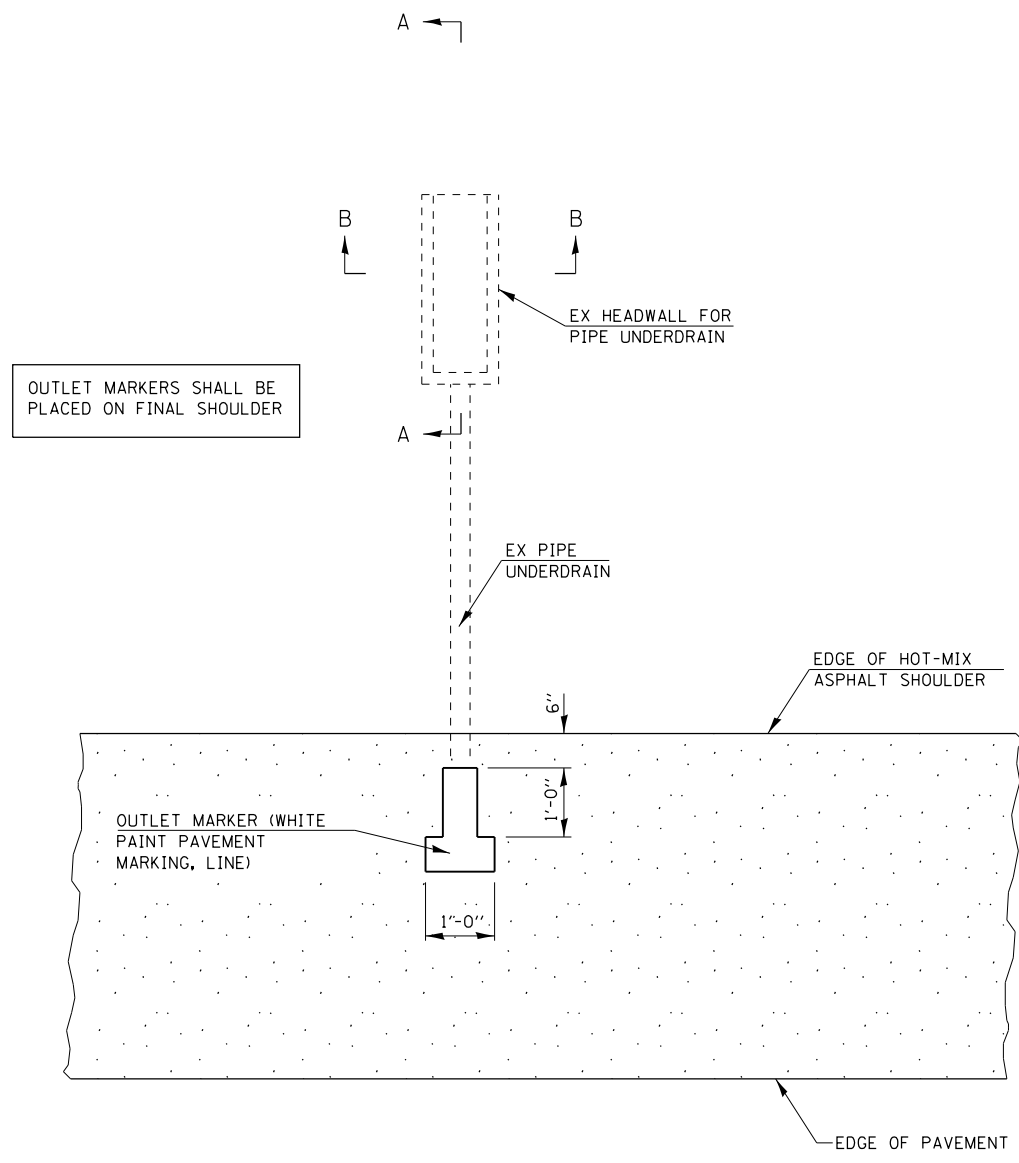 A
B
B
EX HEADWALL FOR
PIPE UNDERDRAIN
OUTLET MARKERS SHALL BE
PLACED ON FINAL SHOULDER
A
EX PIPE
UNDERDRAIN
EDGE OF HOT-MIX
ASPHALT SHOULDER
6''
1'-0''
OUTLET MARKER (WHITE
PAINT PAVEMENT
MARKING, LINE)
1'-0''
EDGE OF PAVEMENT